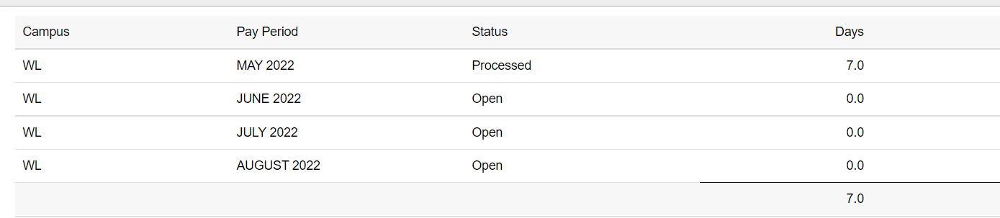 Campus Pay Period Status Days
WL MAY 2022 Processed 7.0
WL JUNE 2022 Open 0.0
WL JULY 2022 Open 0.0
WL AUGUST 2022 Open 0.0
7.0